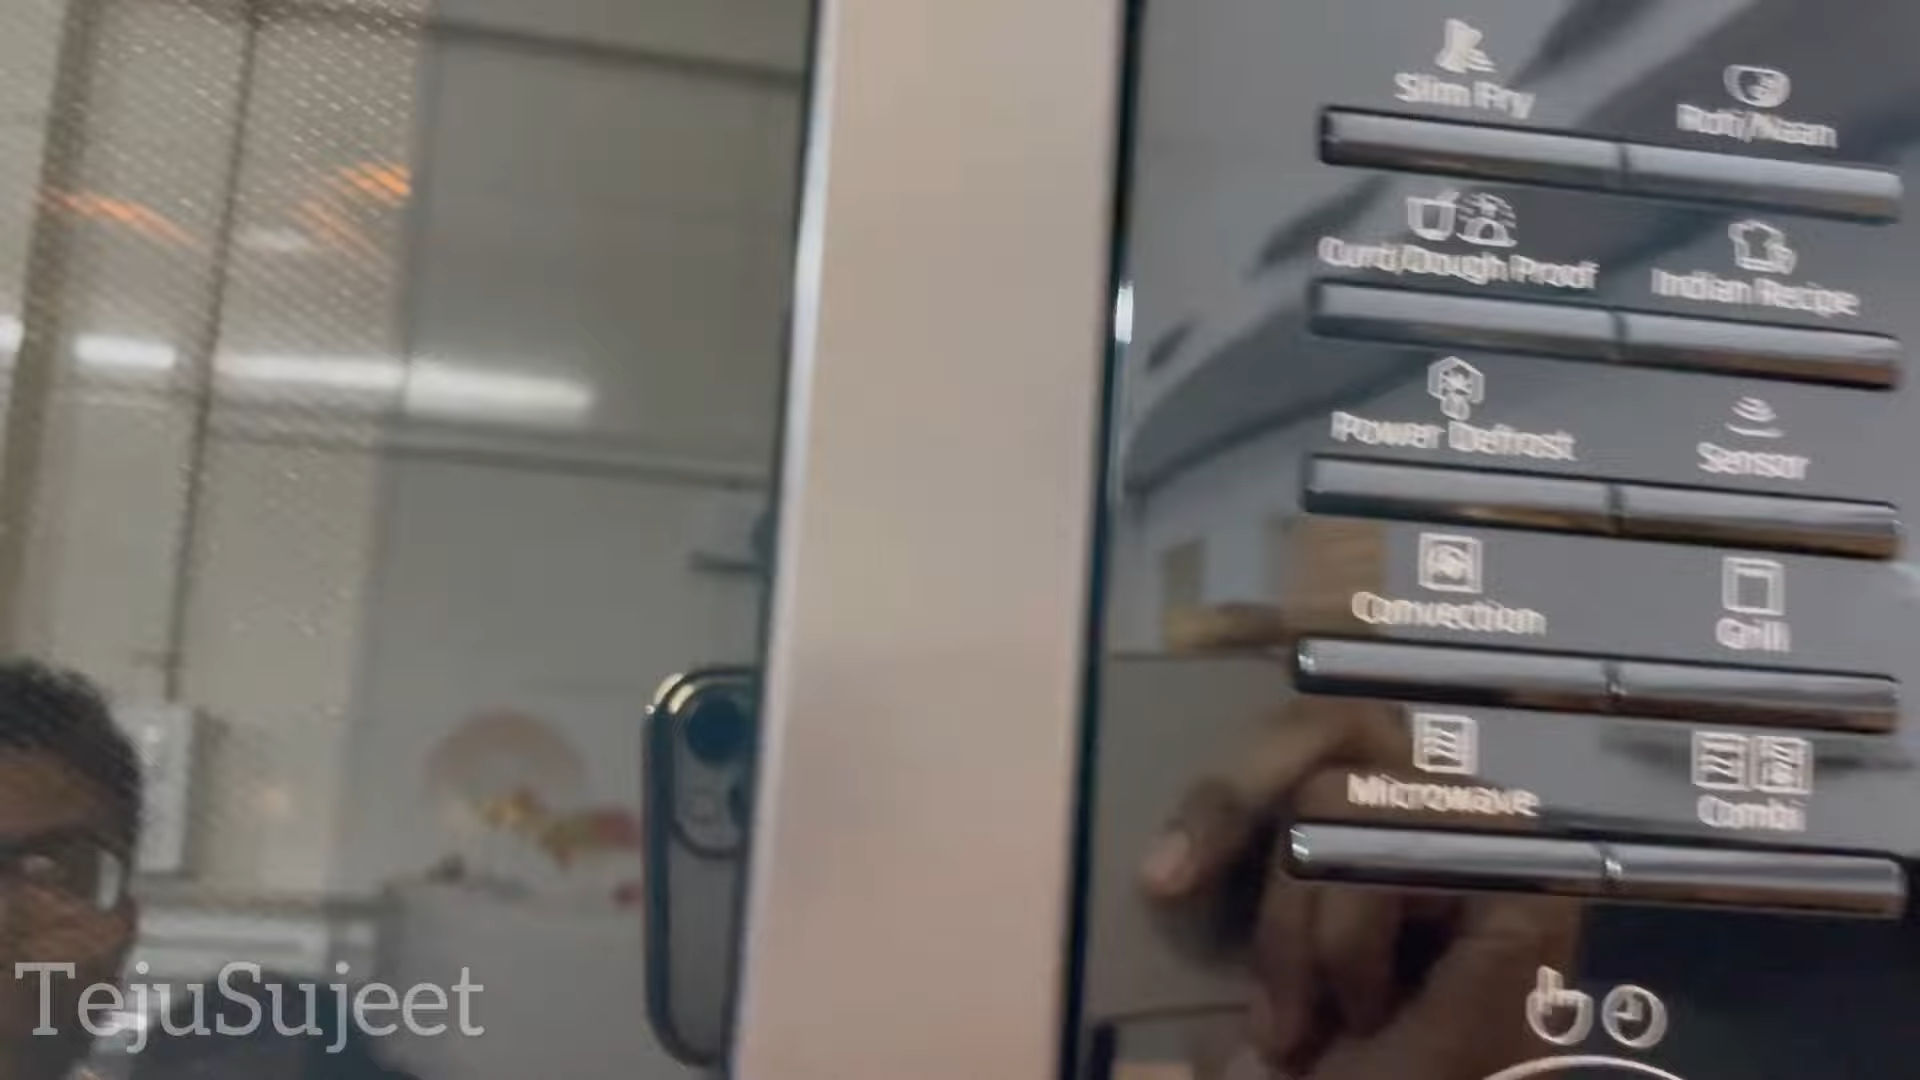 Slim Fry
Roti/Naan
Curd/Dough Proof
Indian Recipe
Power Defrost
Sensor
Convection
Grill
Microwave
Combi
TejuSujeet